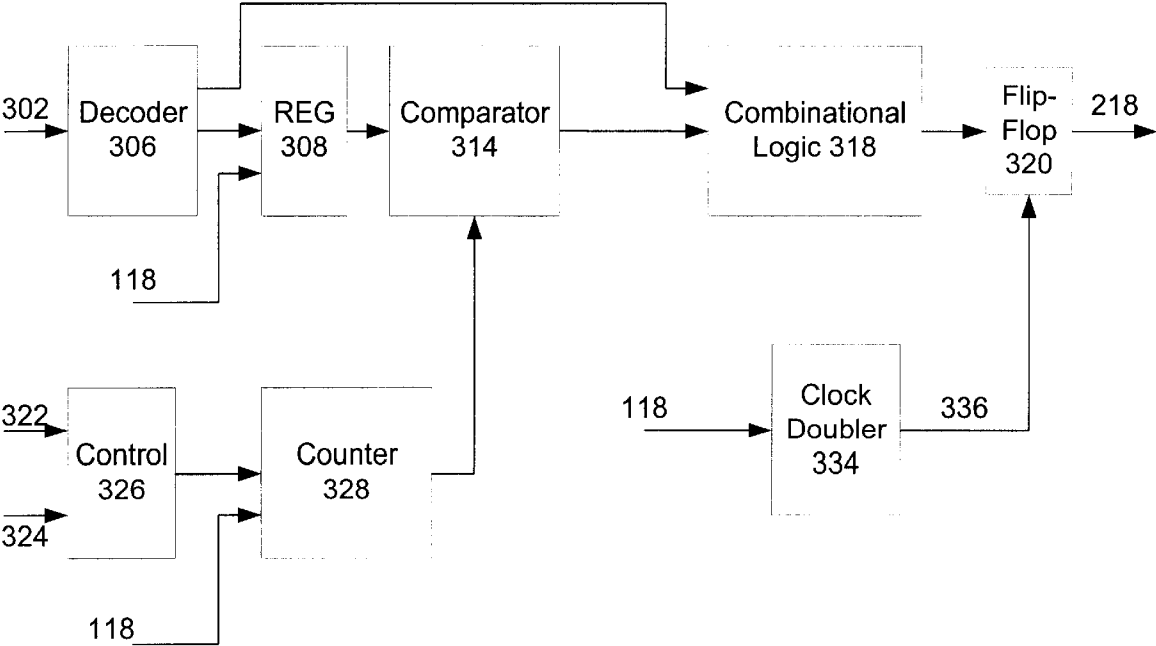 302
Decoder
306
REG
308
Comparator
314
Combinational
Logic 318
Flip-
Flop
320
218
118
322
324
Control
326
Counter
328
118
118
Clock
Doubler
334
336